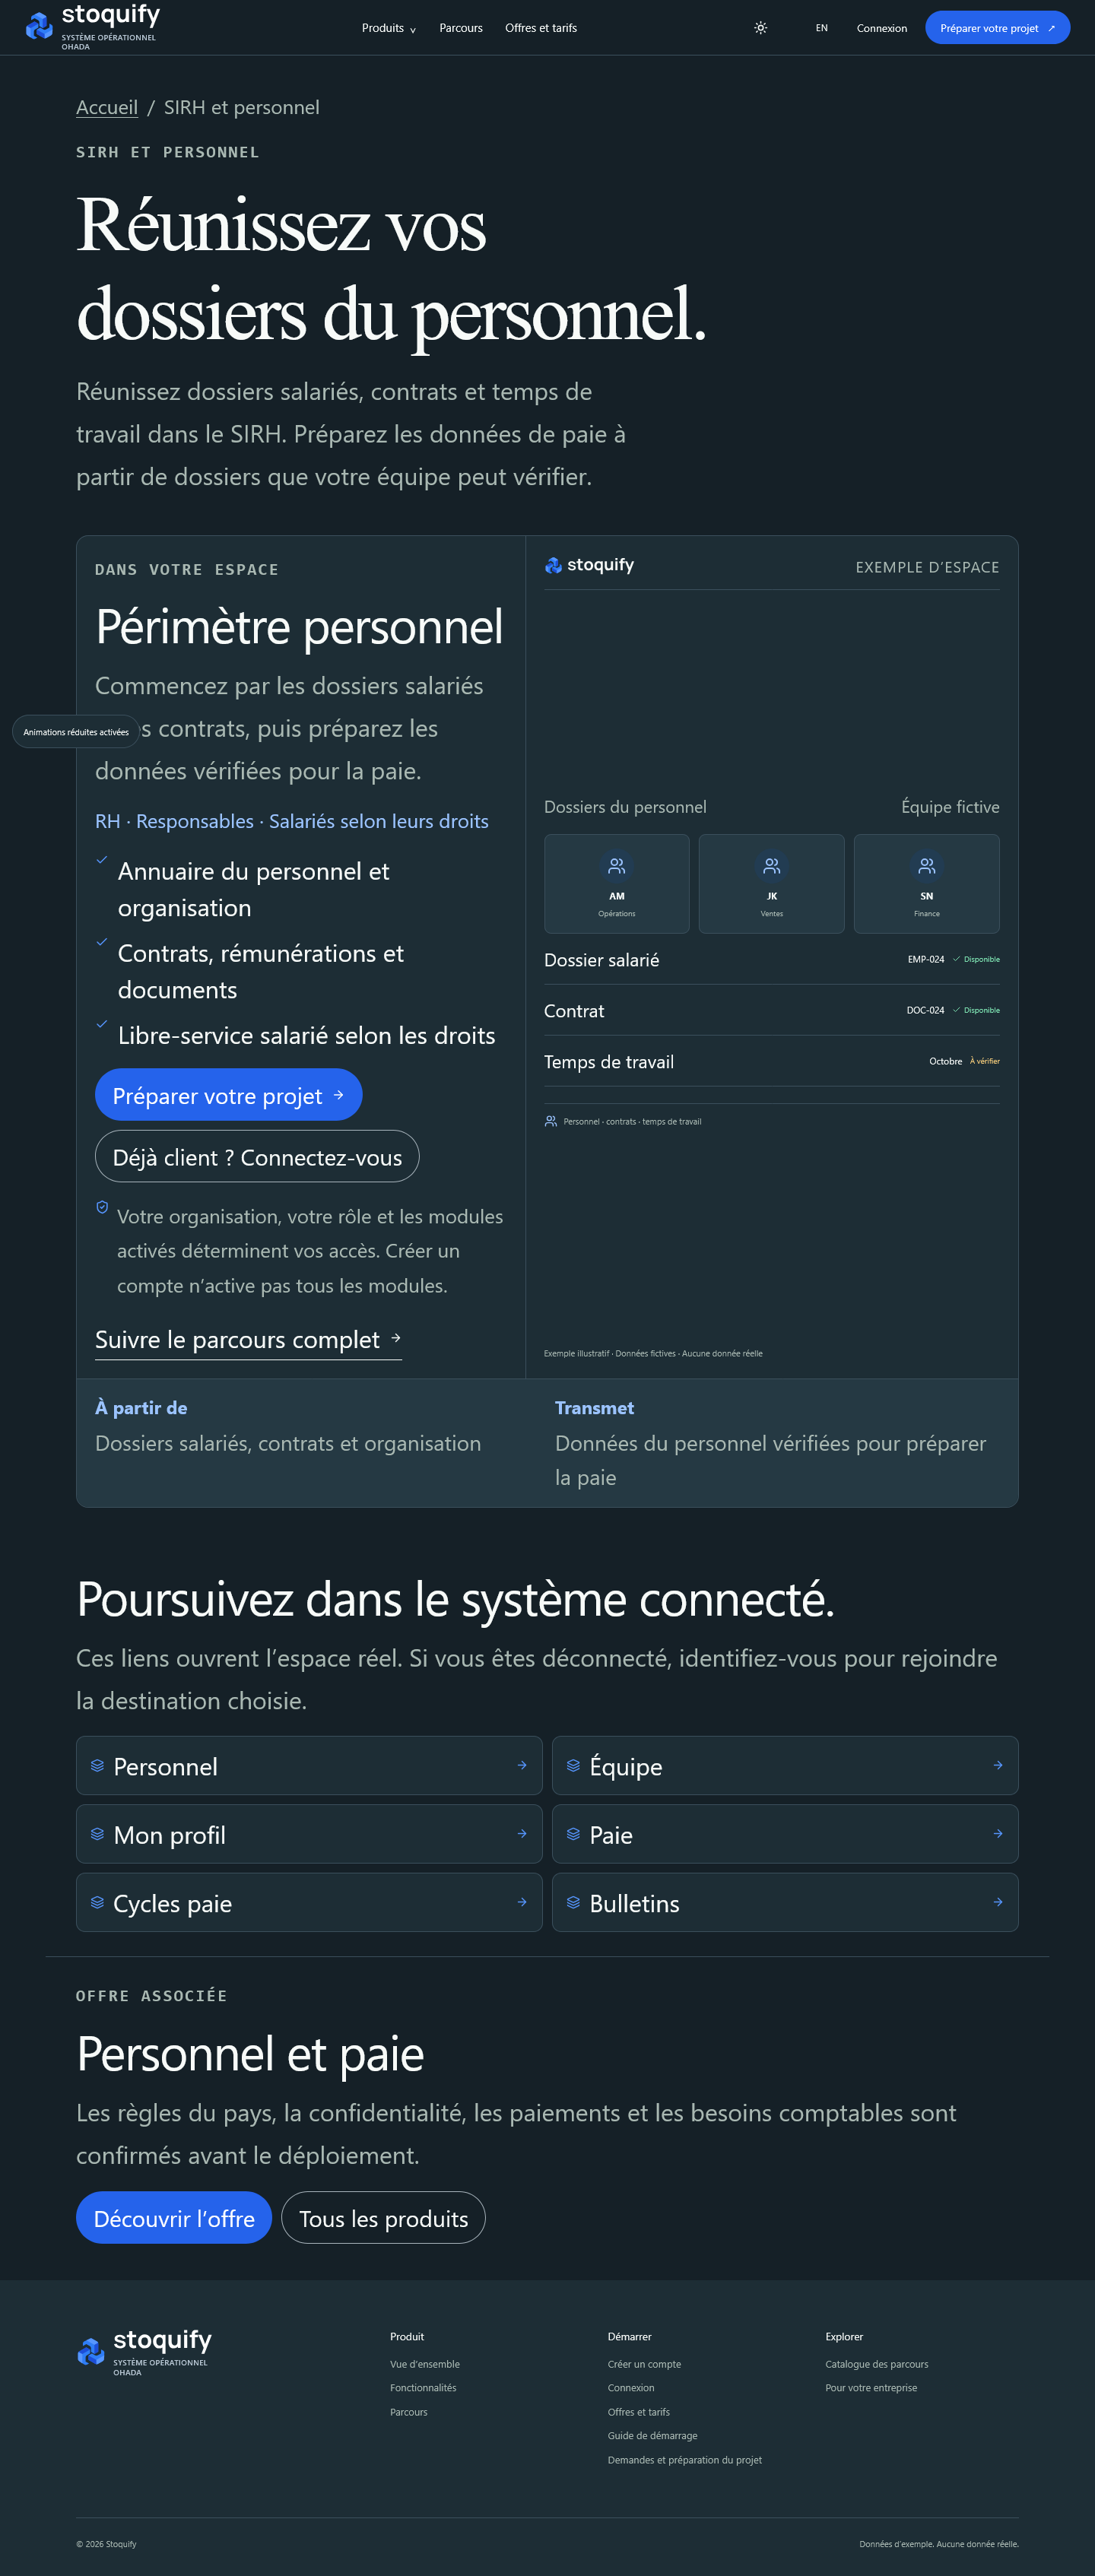 stoquify
SYSTÈME OPÉRATIONNEL
OHADA
Produits
Parcours
Offres et tarifs
EN
Connexion
Préparer votre projet ↗
Accueil / SIRH et personnel
SIRH ET PERSONNEL
Réunissez vos
dossiers du personnel.
Réunissez dossiers salariés, contrats et temps de
travail dans le SIRH. Préparez les données de paie à
partir de dossiers que votre équipe peut vérifier.
DANS VOTRE ESPACE
Périmètre personnel
Commencez par les dossiers salariés
s contrats, puis préparez les
données vérifiées pour la paie.
Animations réduites activées
RH · Responsables · Salariés selon leurs droits
Annuaire du personnel et
organisation
Contrats, rémunérations et
documents
Libre-service salarié selon les droits
Préparer votre projet →
Déjà client ? Connectez-vous
Votre organisation, votre rôle et les modules
activés déterminent vos accès. Créer un
compte n’active pas tous les modules.
Suivre le parcours complet →
stoquify
EXEMPLE D’ESPACE
Dossiers du personnel
Équipe fictive
AM
Opérations
JK
Ventes
SN
Finance
Dossier salarié
EMP-024
Disponible
Contrat
DOC-024
Disponible
Temps de travail
Octobre
À vérifier
Personnel · contrats · temps de travail
Exemple illustratif · Données fictives · Aucune donnée réelle
À partir de
Dossiers salariés, contrats et organisation
Transmet
Données du personnel vérifiées pour préparer
la paie
Poursuivez dans le système connecté.
Ces liens ouvrent l’espace réel. Si vous êtes déconnecté, identifiez-vous pour rejoindre
la destination choisie.
Personnel
Équipe
Mon profil
Paie
Cycles paie
Bulletins
OFFRE ASSOCIÉE
Personnel et paie
Les règles du pays, la confidentialité, les paiements et les besoins comptables sont
confirmés avant le déploiement.
Découvrir l’offre
Tous les produits
stoquify
SYSTÈME OPÉRATIONNEL
OHADA
Produit
Vue d’ensemble
Fonctionnalités
Parcours
Démarrer
Créer un compte
Connexion
Offres et tarifs
Guide de démarrage
Demandes et préparation du projet
Explorer
Catalogue des parcours
Pour votre entreprise
© 2026 Stoquify
Données d’exemple. Aucune donnée réelle.